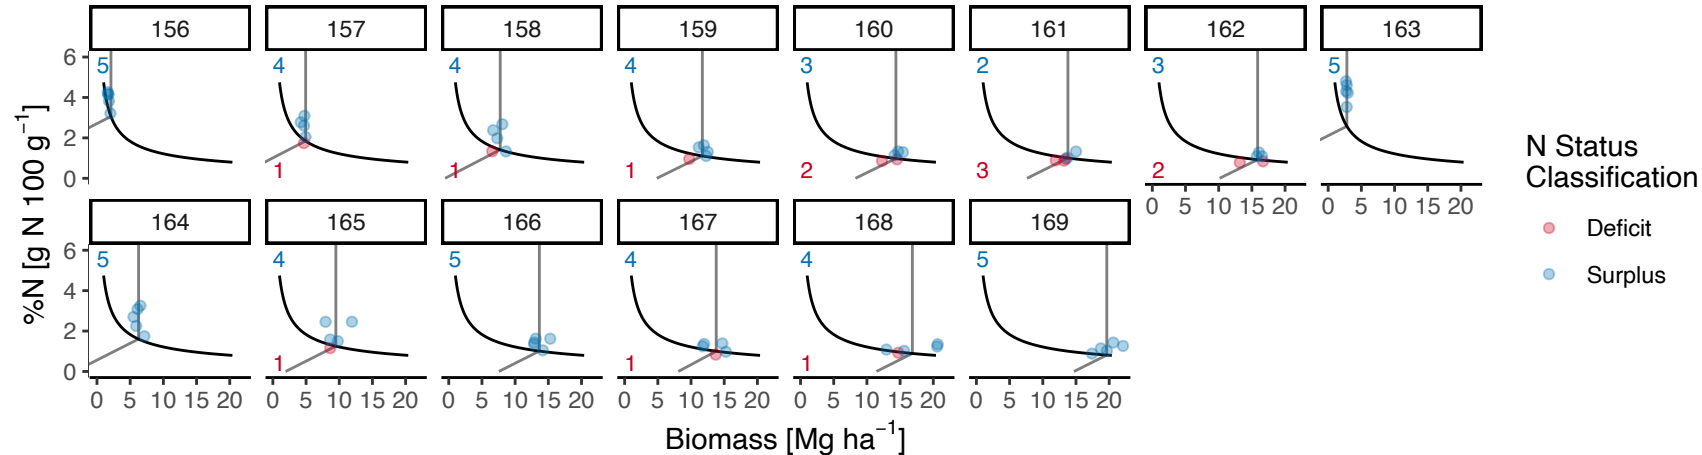 156 157 158 159 160 161 162 163
6 5 4 4 4 3 2 3 5
4
2
0 1 1 1 2 3 2
0 5 10 15 20 0 5 10 15 20
164 165 166 167 168 169
6 5 4 5 4 4 5
4
2
0 1 1 1
0 5 10 15 20 0 5 10 15 20 0 5 10 15 20 0 5 10 15 20 0 5 10 15 20 0 5 10 15 20
%N [g N 100 g⁻¹]
Biomass [Mg ha⁻¹]
N Status
Classification
Deficit
Surplus